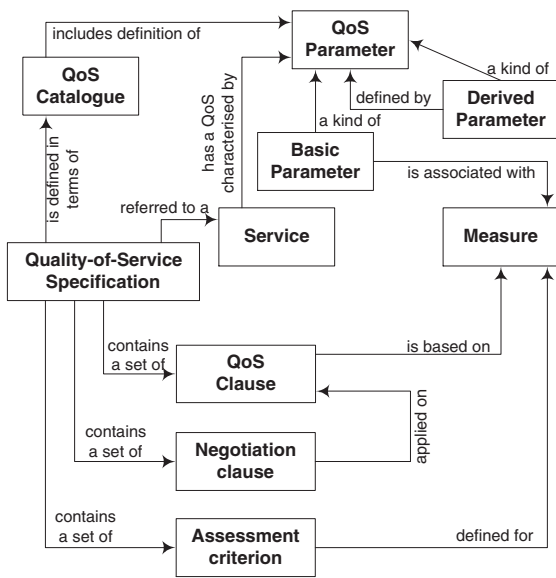 includes definition of
QoS
Parameter
QoS
Catalogue
a kind of
defined by
Derived
Parameter
has a QoS
characterised by
a kind of
Basic
Parameter
is associated with
is defined in
terms of
referred to a
Service
Measure
Quality-of-Service
Specification
contains
a set of
QoS
Clause
is based on
applied on
contains
a set of
Negotiation
clause
contains
a set of
Assessment
criterion
defined for